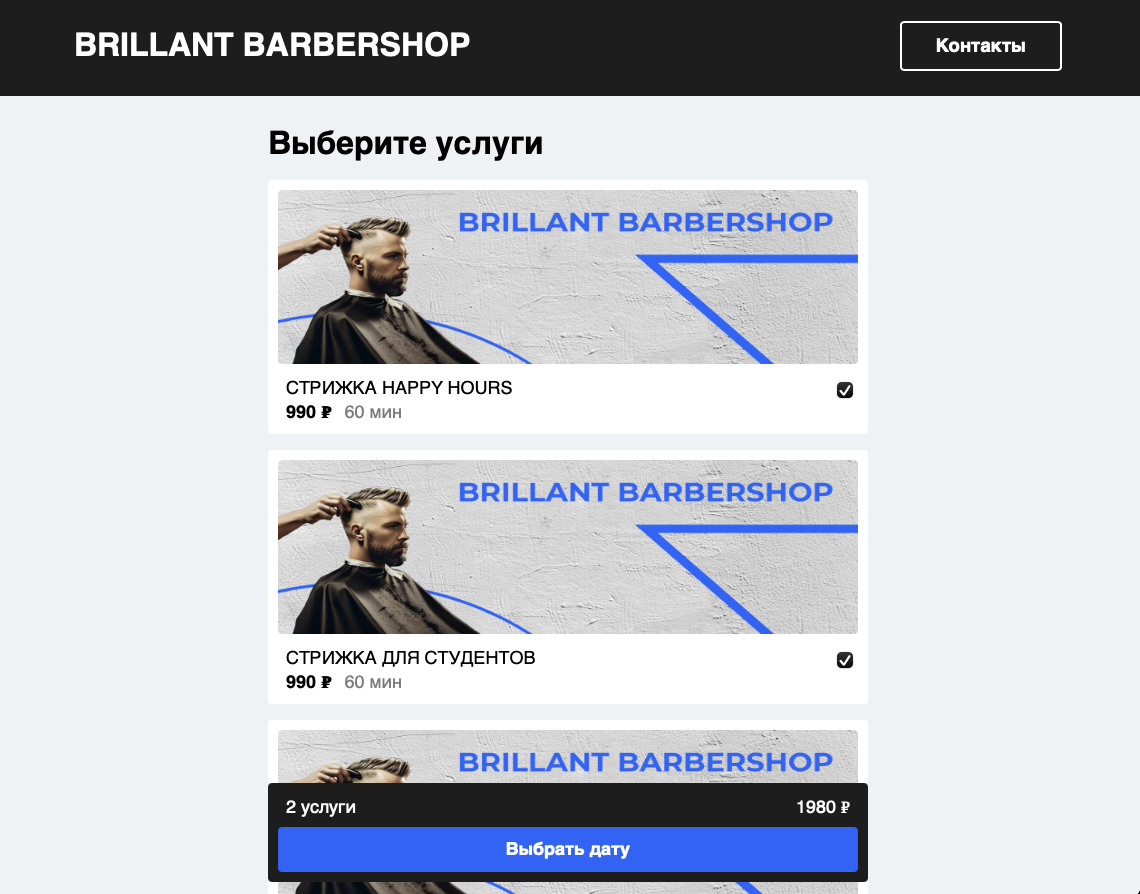 BRILLANT BARBERSHOP
Контакты
Выберите услуги
BRILLANT BARBERSHOP
СТРИЖКА HAPPY HOURS
990 ₽ 60 мин
BRILLANT BARBERSHOP
СТРИЖКА ДЛЯ СТУДЕНТОВ
990 ₽ 60 мин
BRILLANT BARBERSHOP
2 услуги 1980 ₽
Выбрать дату